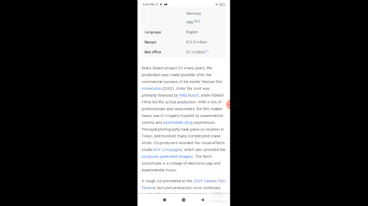 Germany
Italy
Language English
Budget €12.4 million
Box office $1.5 million
Noé's dream project for many years, the
production was made possible after the
commercial success of his earlier feature film
Irréversible (2002). Enter the Void was
primarily financed by Wild Bunch, while Fidélité
Films led the actual production. With a mix of
professionals and newcomers, the film makes
heavy use of imagery inspired by experimental
cinema and psychedelic drug experiences.
Principal photography took place on location in
Tokyo, and involved many complicated crane
shots. Co-producers included the visual effects
studio BUF Compagnie, which also provided the
computer-generated imagery. The film's
soundtrack is a collage of electronic pop and
experimental music.
A rough cut premiered at the 2009 Cannes Film
Festival, but post-production work continued,